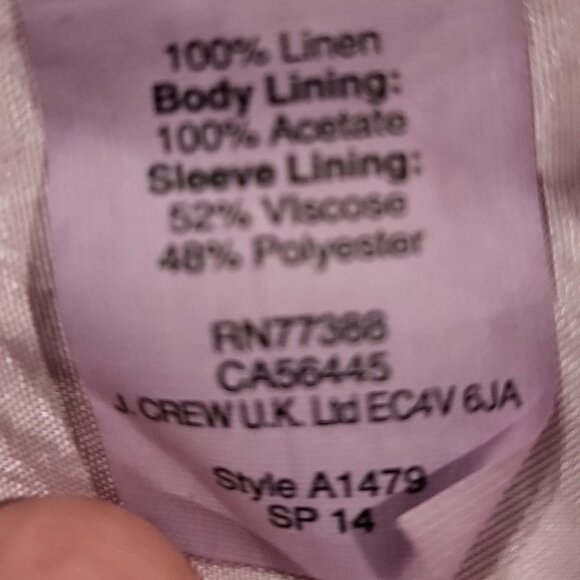 100% Linen
Body Lining:
100% Acetate
Sleeve Lining:
52% Viscose
48% Polyester
RN77388
CA56445
J. CREW U.K. Ltd EC4V 6JA
Style A1479
SP 14